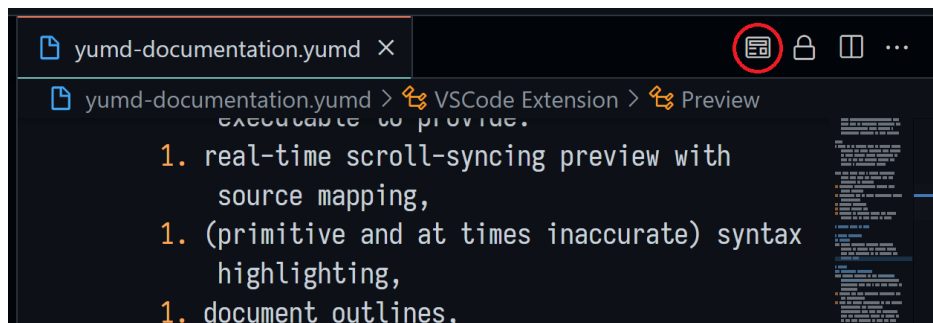 yumd-documentation.yumd
yumd-documentation.yumd > VSCode Extension > Preview
executable to provide:
1. real-time scroll-syncing preview with
source mapping,
1. (primitive and at times inaccurate) syntax
highlighting,
1. document outlines,